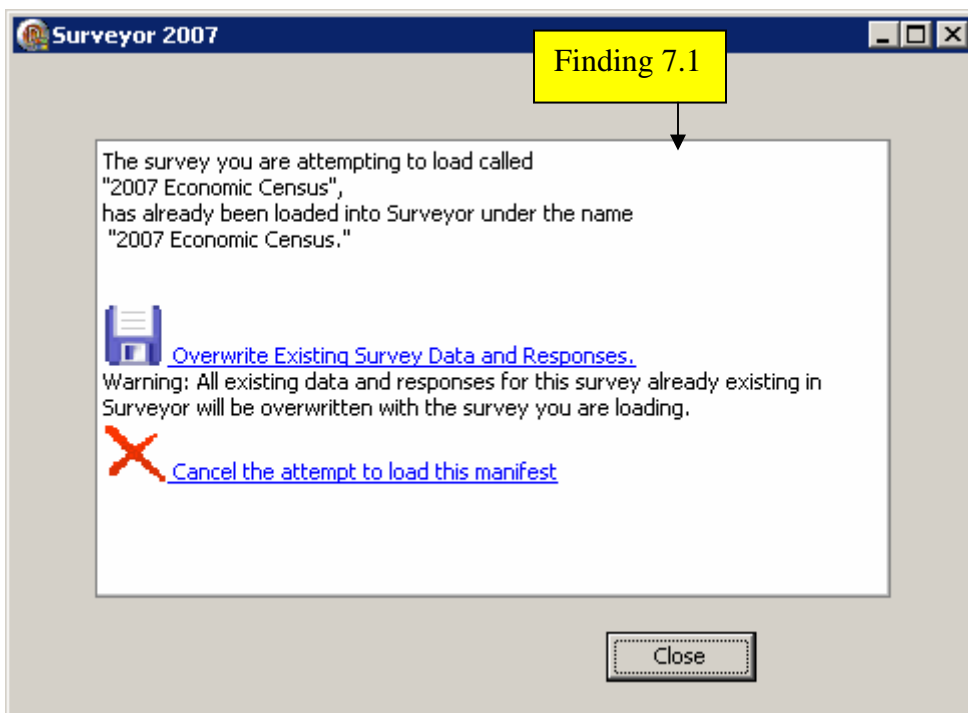 Surveyor 2007
Finding 7.1
The survey you are attempting to load called
"2007 Economic Census",
has already been loaded into Surveyor under the name
"2007 Economic Census."
Overwrite Existing Survey Data and Responses.
Warning: All existing data and responses for this survey already existing in
Surveyor will be overwritten with the survey you are loading.
Cancel the attempt to load this manifest
Close